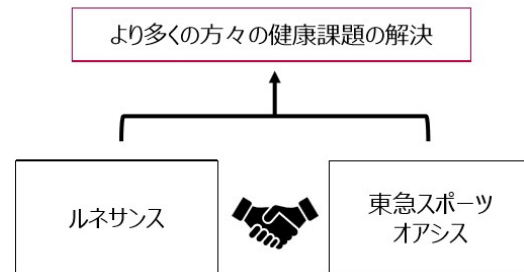 より多くの方々の健康課題の解決
ルネサンス
東急スポーツ
オアシス